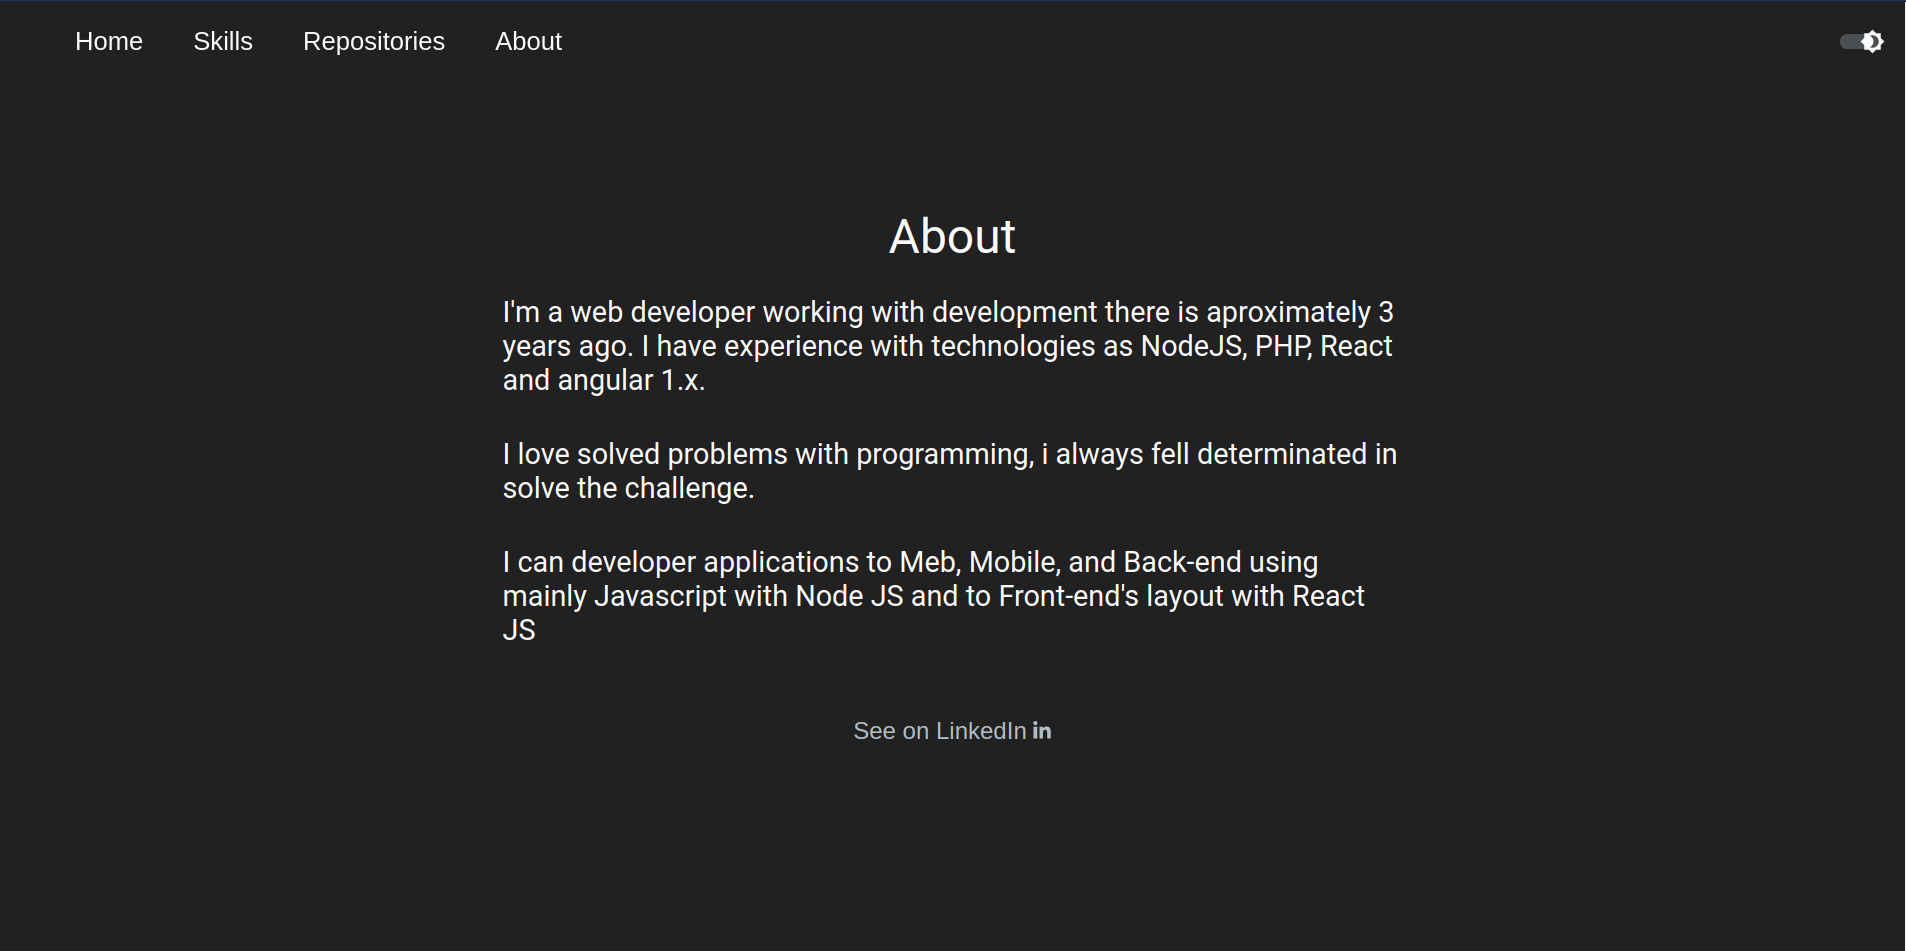 Home Skills Repositories About
About
I'm a web developer working with development there is aproximately 3
years ago. I have experience with technologies as NodeJS, PHP, React
and angular 1.x.
I love solved problems with programming, i always fell determinated in
solve the challenge.
I can developer applications to Meb, Mobile, and Back-end using
mainly Javascript with Node JS and to Front-end's layout with React
JS
See on LinkedIn in